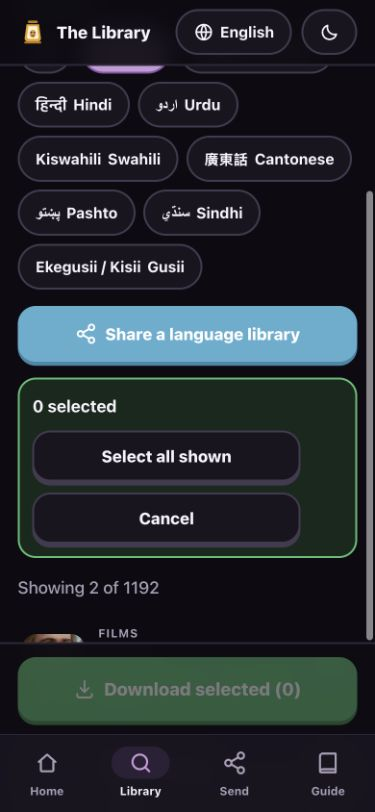 The Library
English
हिन्दी Hindi
اردو Urdu
Kiswahili Swahili
廣東話 Cantonese
پښتو Pashto
سنڌي Sindhi
Ekegusii / Kisii Gusii
Share a language library
0 selected
Select all shown
Cancel
Showing 2 of 1192
FILMS
Download selected (0)
Home
Library
Send
Guide